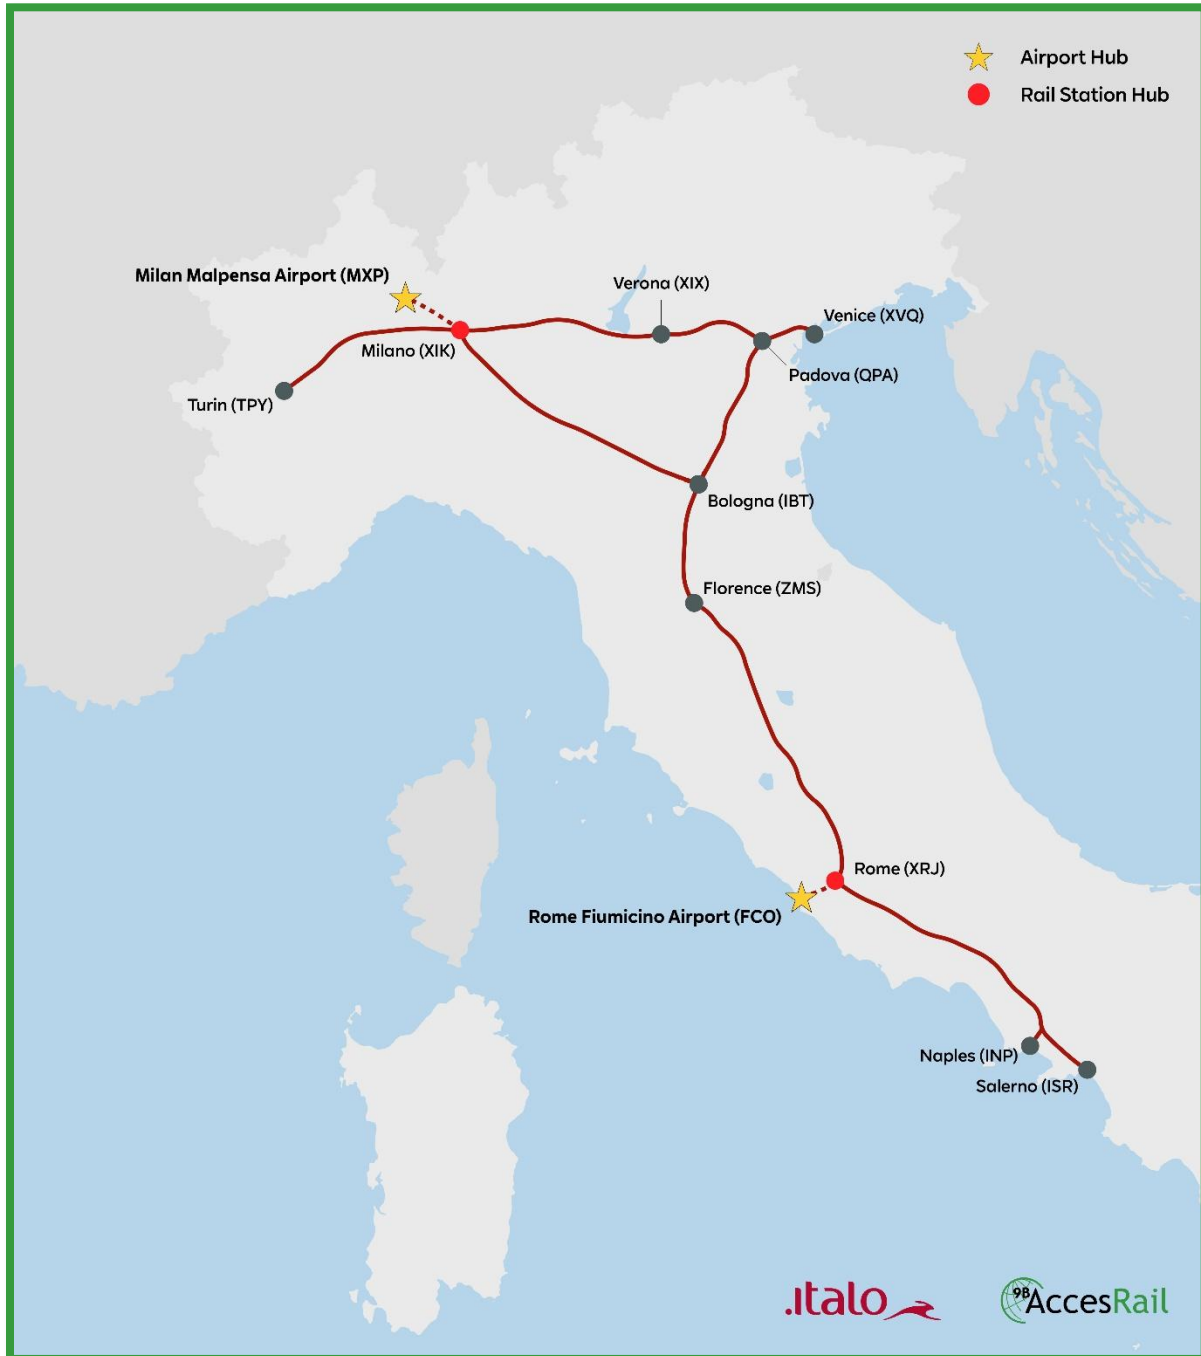 Airport Hub
Rail Station Hub
Milan Malpensa Airport (MXP)
Verona (XIX)
Venice (XVQ)
Milano (XIK)
Padova (QPA)
Turin (TPY)
Bologna (IBT)
Florence (ZMS)
Rome (XRJ)
Rome Fiumicino Airport (FCO)
Naples (INP)
Salerno (ISR)
.italo
9B AccesRail